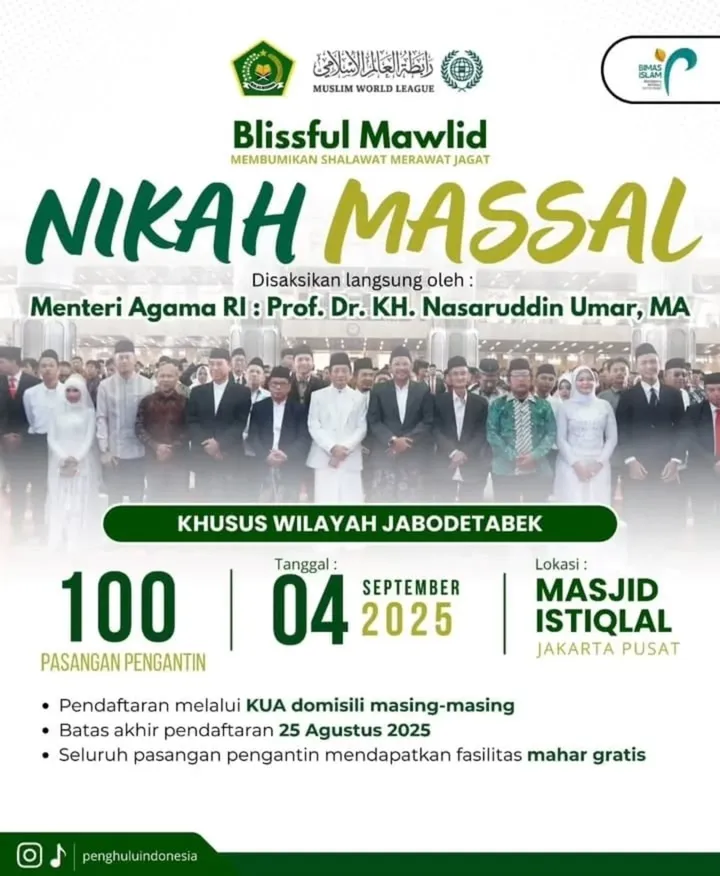 رابطة العالم الإسلامي
MUSLIM WORLD LEAGUE
BIMAS
ISLAM
Blissful Mawlid
MEMBUMIKAN SHALAWAT MERAWAT JAGAT
NIKAH MASSAL
Disaksikan langsung oleh :
Menteri Agama RI : Prof. Dr. KH. Nasaruddin Umar, MA
KHUSUS WILAYAH JABODETABEK
100
PASANGAN PENGANTIN
Tanggal :
04 SEPTEMBER
2025
Lokasi :
MASJID
ISTIQLAL
JAKARTA PUSAT
• Pendaftaran melalui KUA domisili masing-masing
• Batas akhir pendaftaran 25 Agustus 2025
• Seluruh pasangan pengantin mendapatkan fasilitas mahar gratis
penghuluindonesia